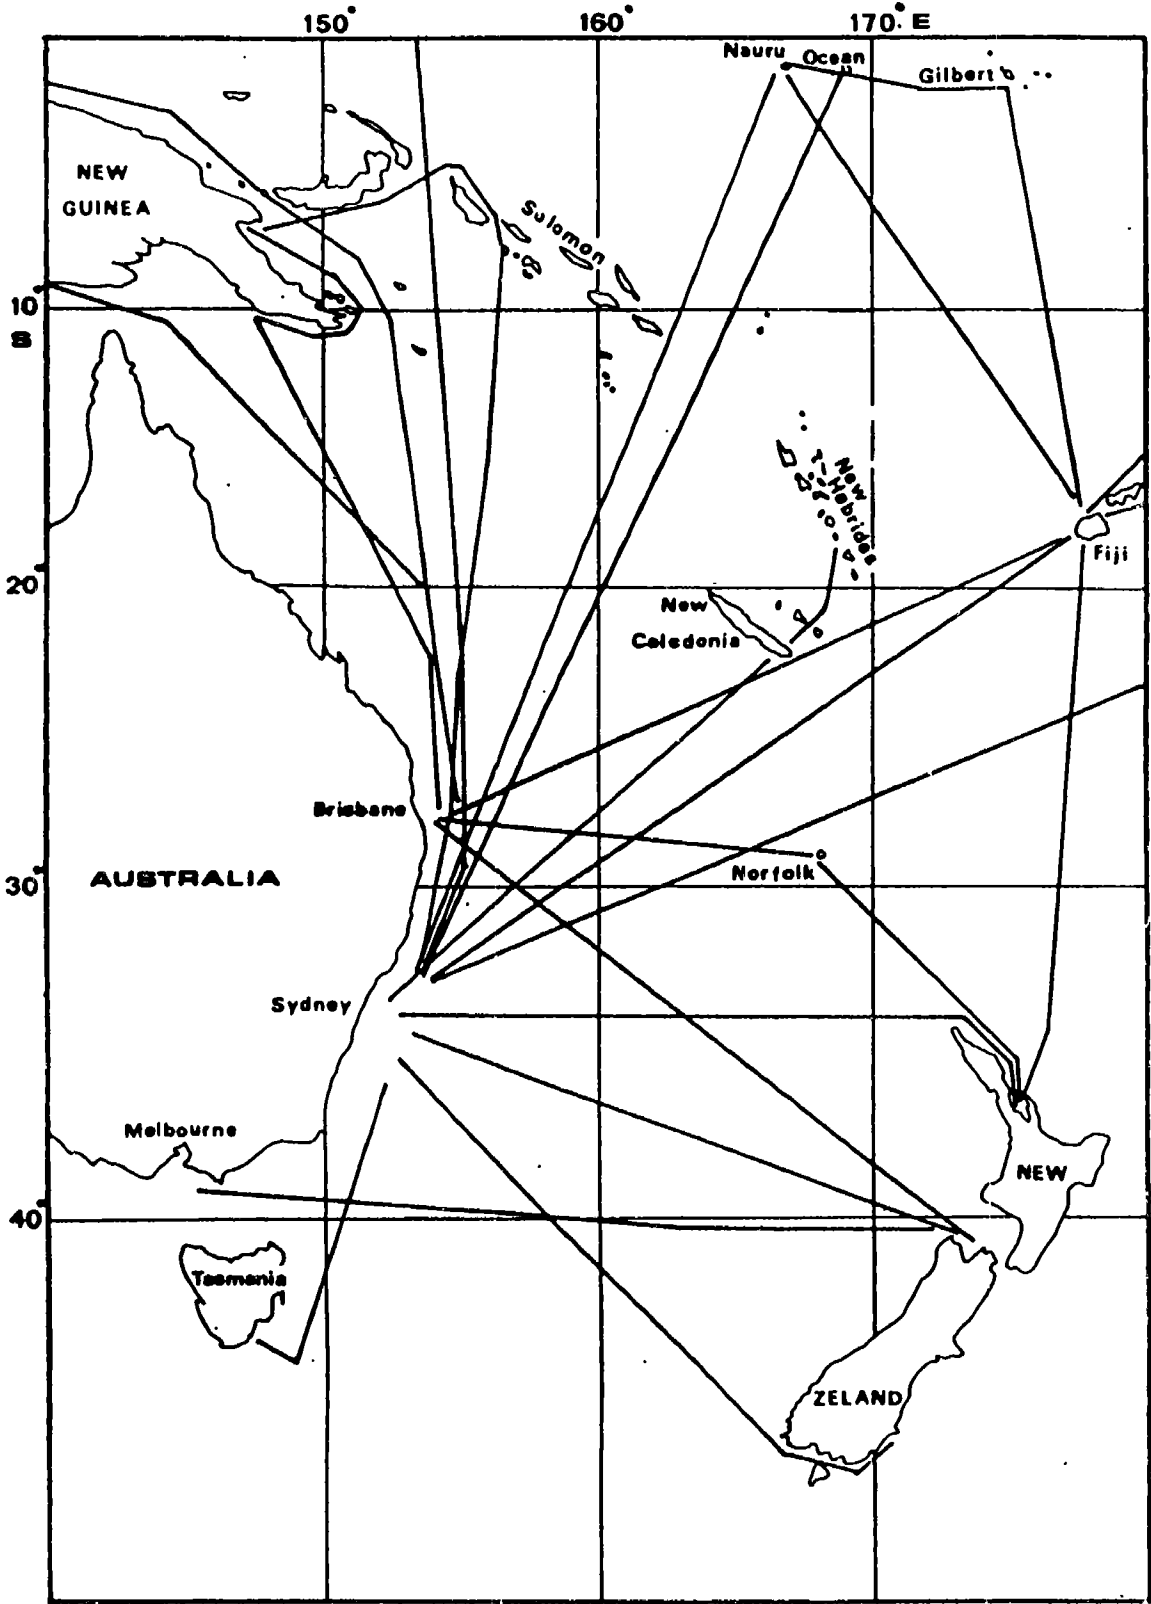 150° 160° 170° E
Nauru Ocean
Gilbert
NEW
GUINEA
Solomon
10°
S
New
Hebrides
Fiji
20°
New
Caledonia
Brisbane
Norfolk
AUSTRALIA
30°
Sydney
Melbourne
NEW
40°
Tasmania
ZELAND